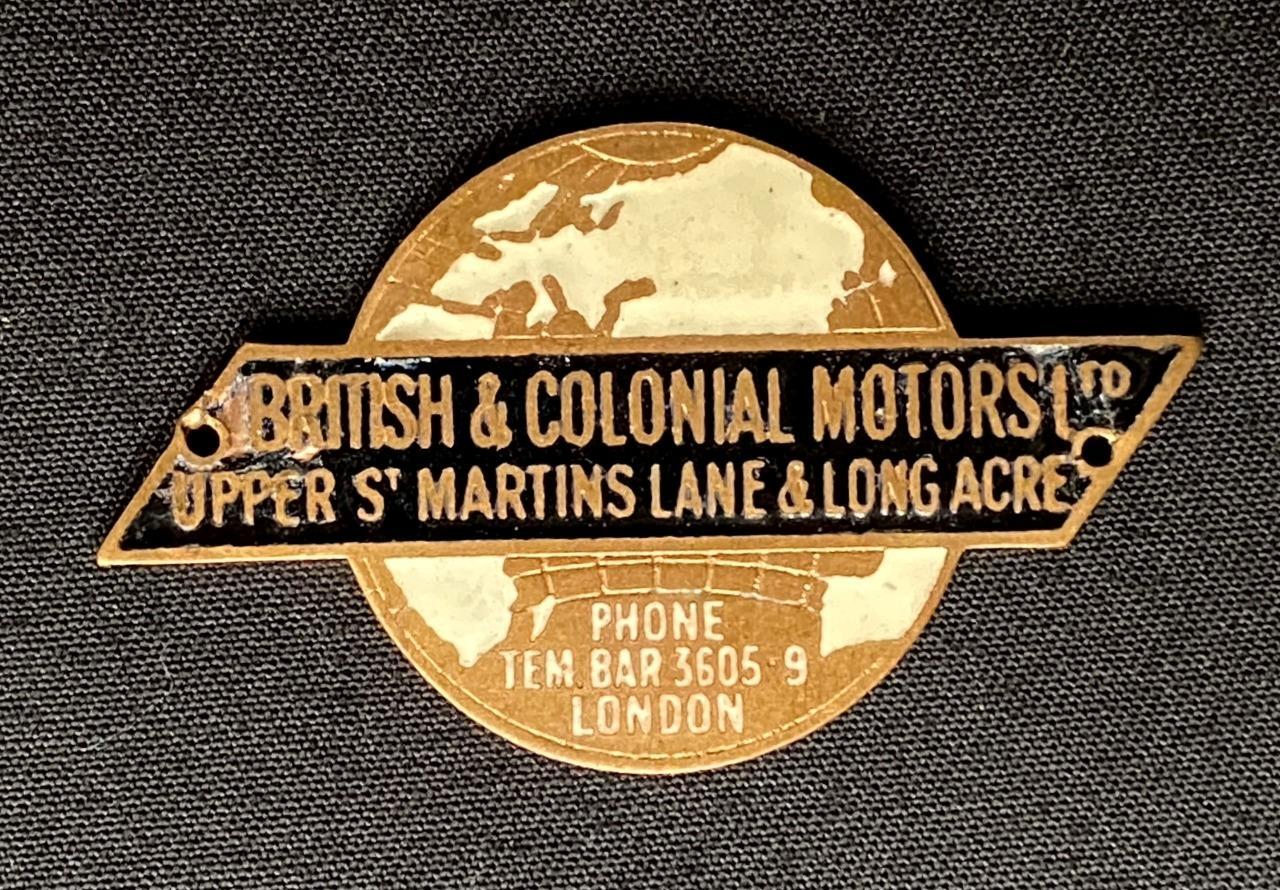 BRITISH & COLONIAL MOTORS LTD
UPPER ST MARTINS LANE & LONG ACRE
PHONE
TEM. BAR 3605-9
LONDON